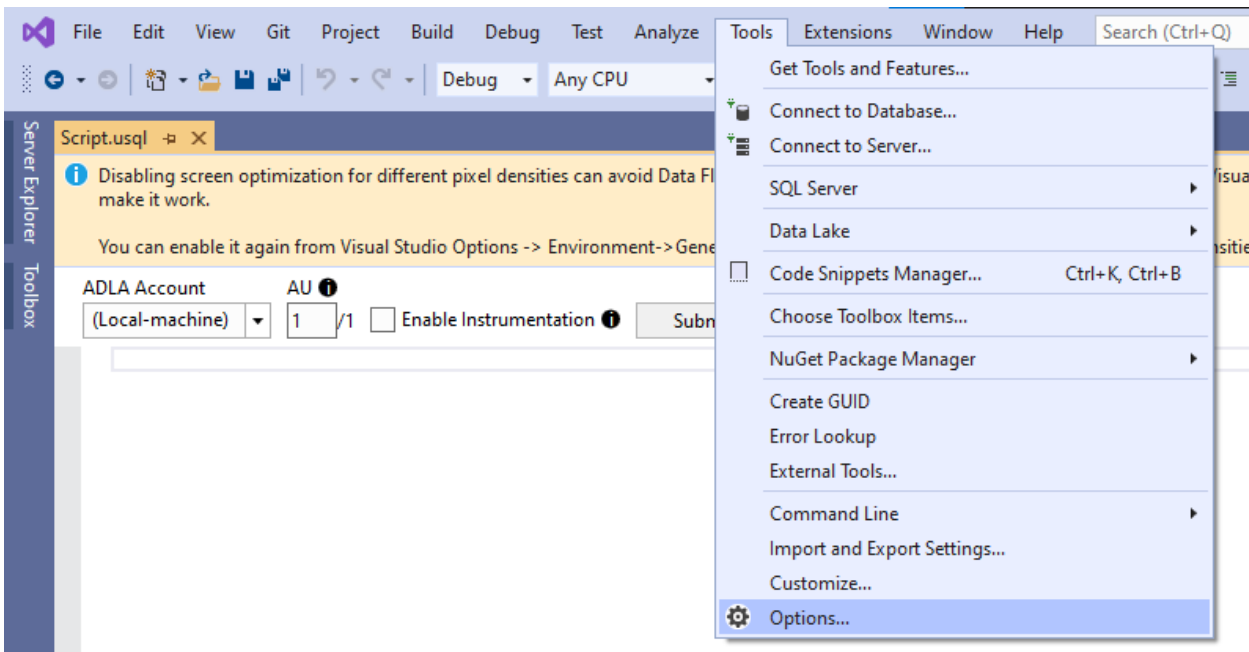 File Edit View Git Project Build Debug Test Analyze Tools Extensions Window Help Search (Ctrl+Q)
Debug Any CPU
Server Explorer
Toolbox
Script.usql
Disabling screen optimization for different pixel densities can avoid Data
make it work.
You can enable it again from Visual Studio Options -> Environment->
ADLA Account AU
(Local-machine) 1 /1 Enable Instrumentation
Get Tools and Features...
Connect to Database...
Connect to Server...
SQL Server
Data Lake
Code Snippets Manager... Ctrl+K, Ctrl+B
Choose Toolbox Items...
NuGet Package Manager
Create GUID
Error Lookup
External Tools...
Command Line
Import and Export Settings...
Customize...
Options...